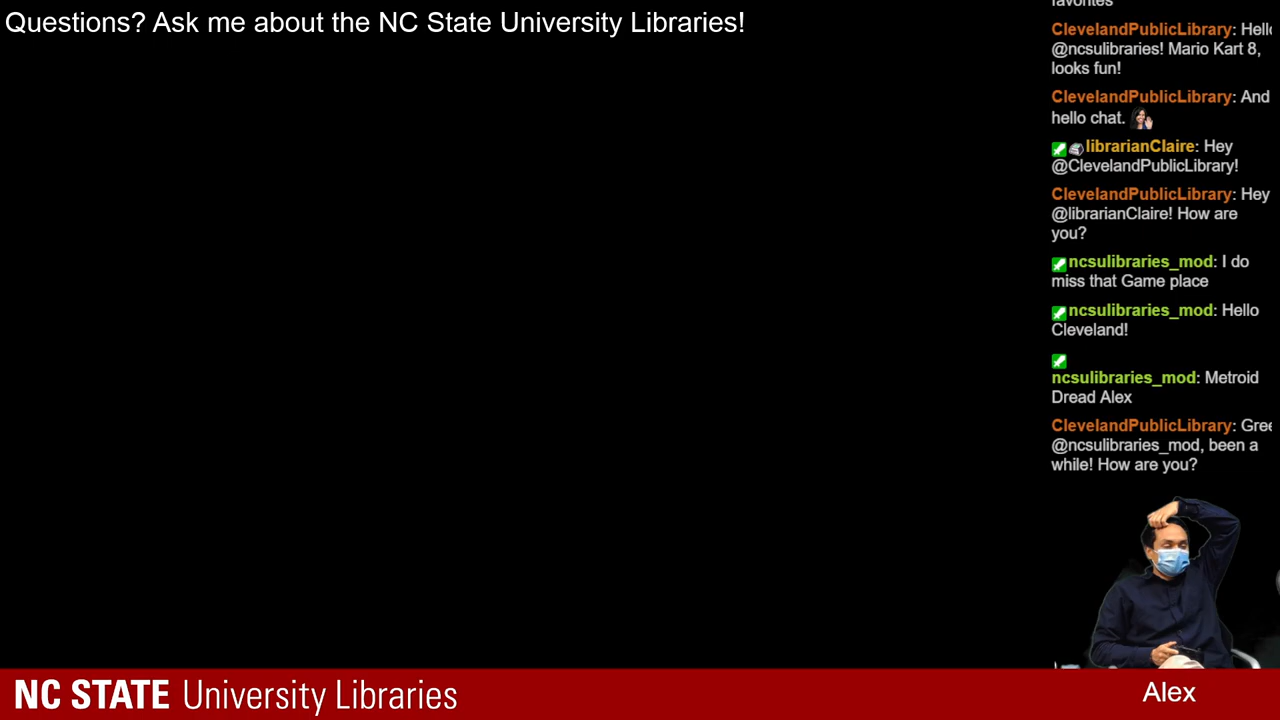 Questions? Ask me about the NC State University Libraries!
favorites
ClevelandPublicLibrary: Hello
@ncsulibraries! Mario Kart 8,
looks fun!
ClevelandPublicLibrary: And
hello chat.
librarianClaire: Hey
@ClevelandPublicLibrary!
ClevelandPublicLibrary: Hey
@librarianClaire! How are
you?
ncsulibraries_mod: I do
miss that Game place
ncsulibraries_mod: Hello
Cleveland!
ncsulibraries_mod: Metroid
Dread Alex
ClevelandPublicLibrary: Gree
@ncsulibraries_mod, been a
while! How are you?
NC STATE University Libraries
Alex